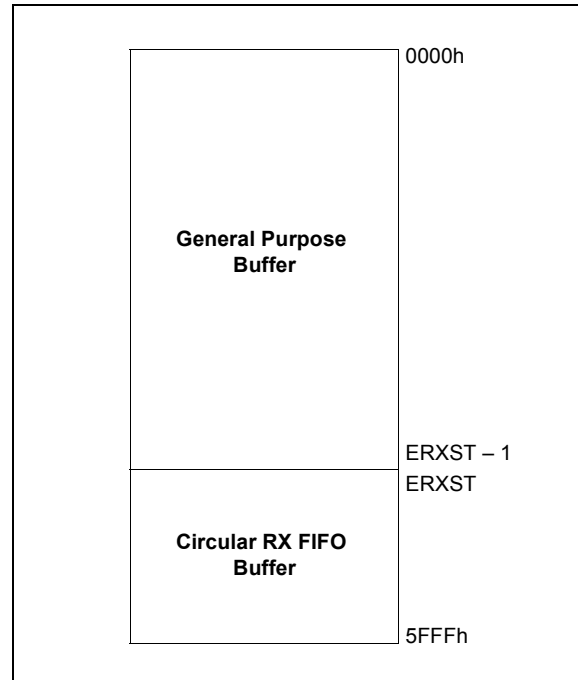 0000h
General Purpose
Buffer
ERXST – 1
ERXST
Circular RX FIFO
Buffer
5FFFh